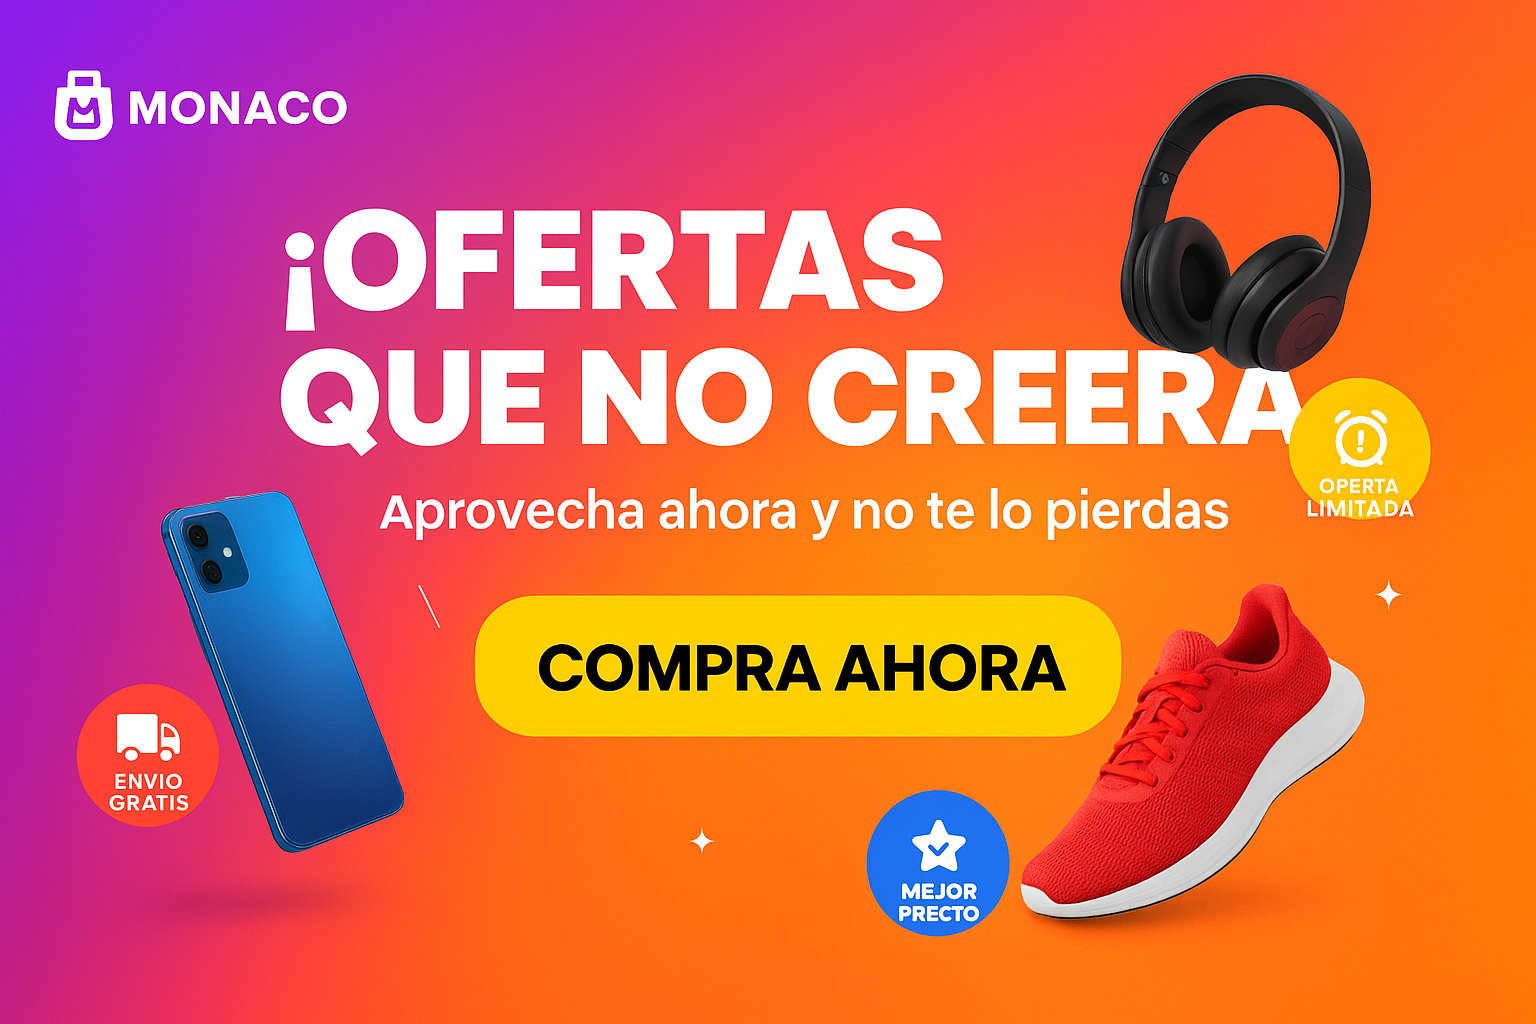 MONACO
¡OFERTAS
QUE NO CREERA
Aprovecha ahora y no te lo pierdas
OPERTA
LIMITADA
COMPRA AHORA
ENVIO
GRATIS
MEJOR
PRECTO